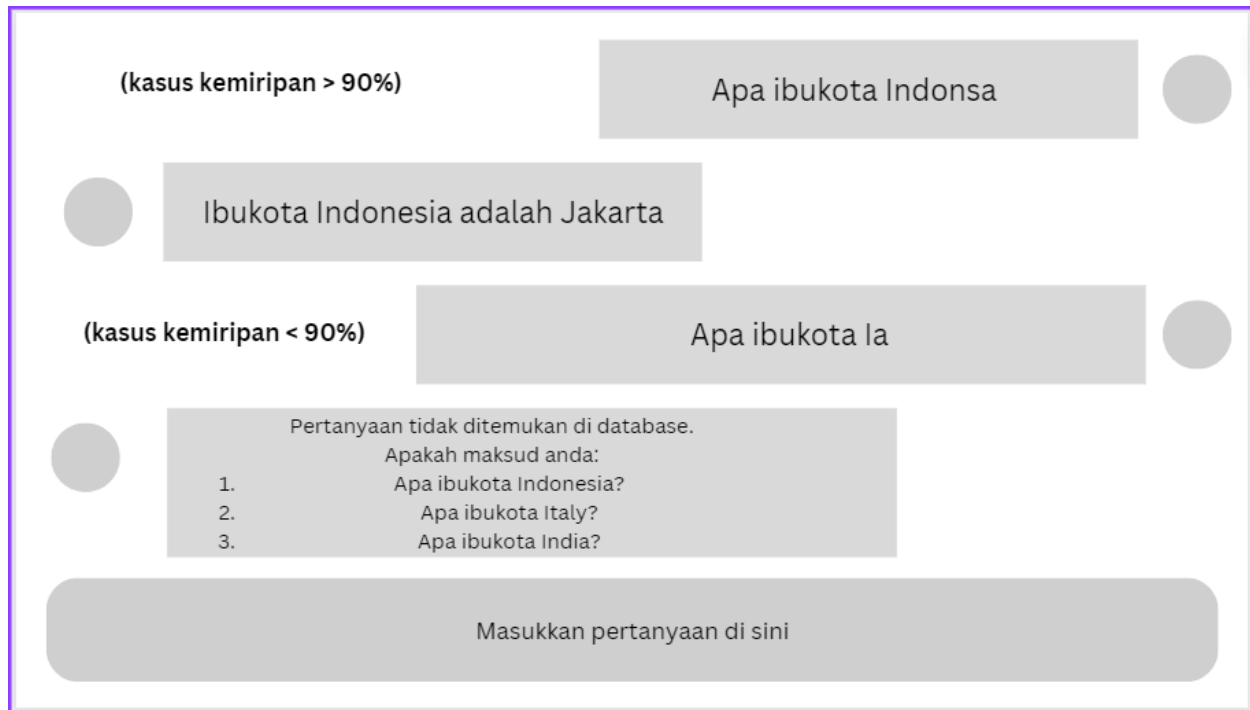 (kasus kemiripan > 90%)
Apa ibukota Indonsa
Ibukota Indonesia adalah Jakarta
(kasus kemiripan < 90%)
Apa ibukota Ia
Pertanyaan tidak ditemukan di database.
Apakah maksud anda:
1. Apa ibukota Indonesia?
2. Apa ibukota Italy?
3. Apa ibukota India?
Masukkan pertanyaan di sini